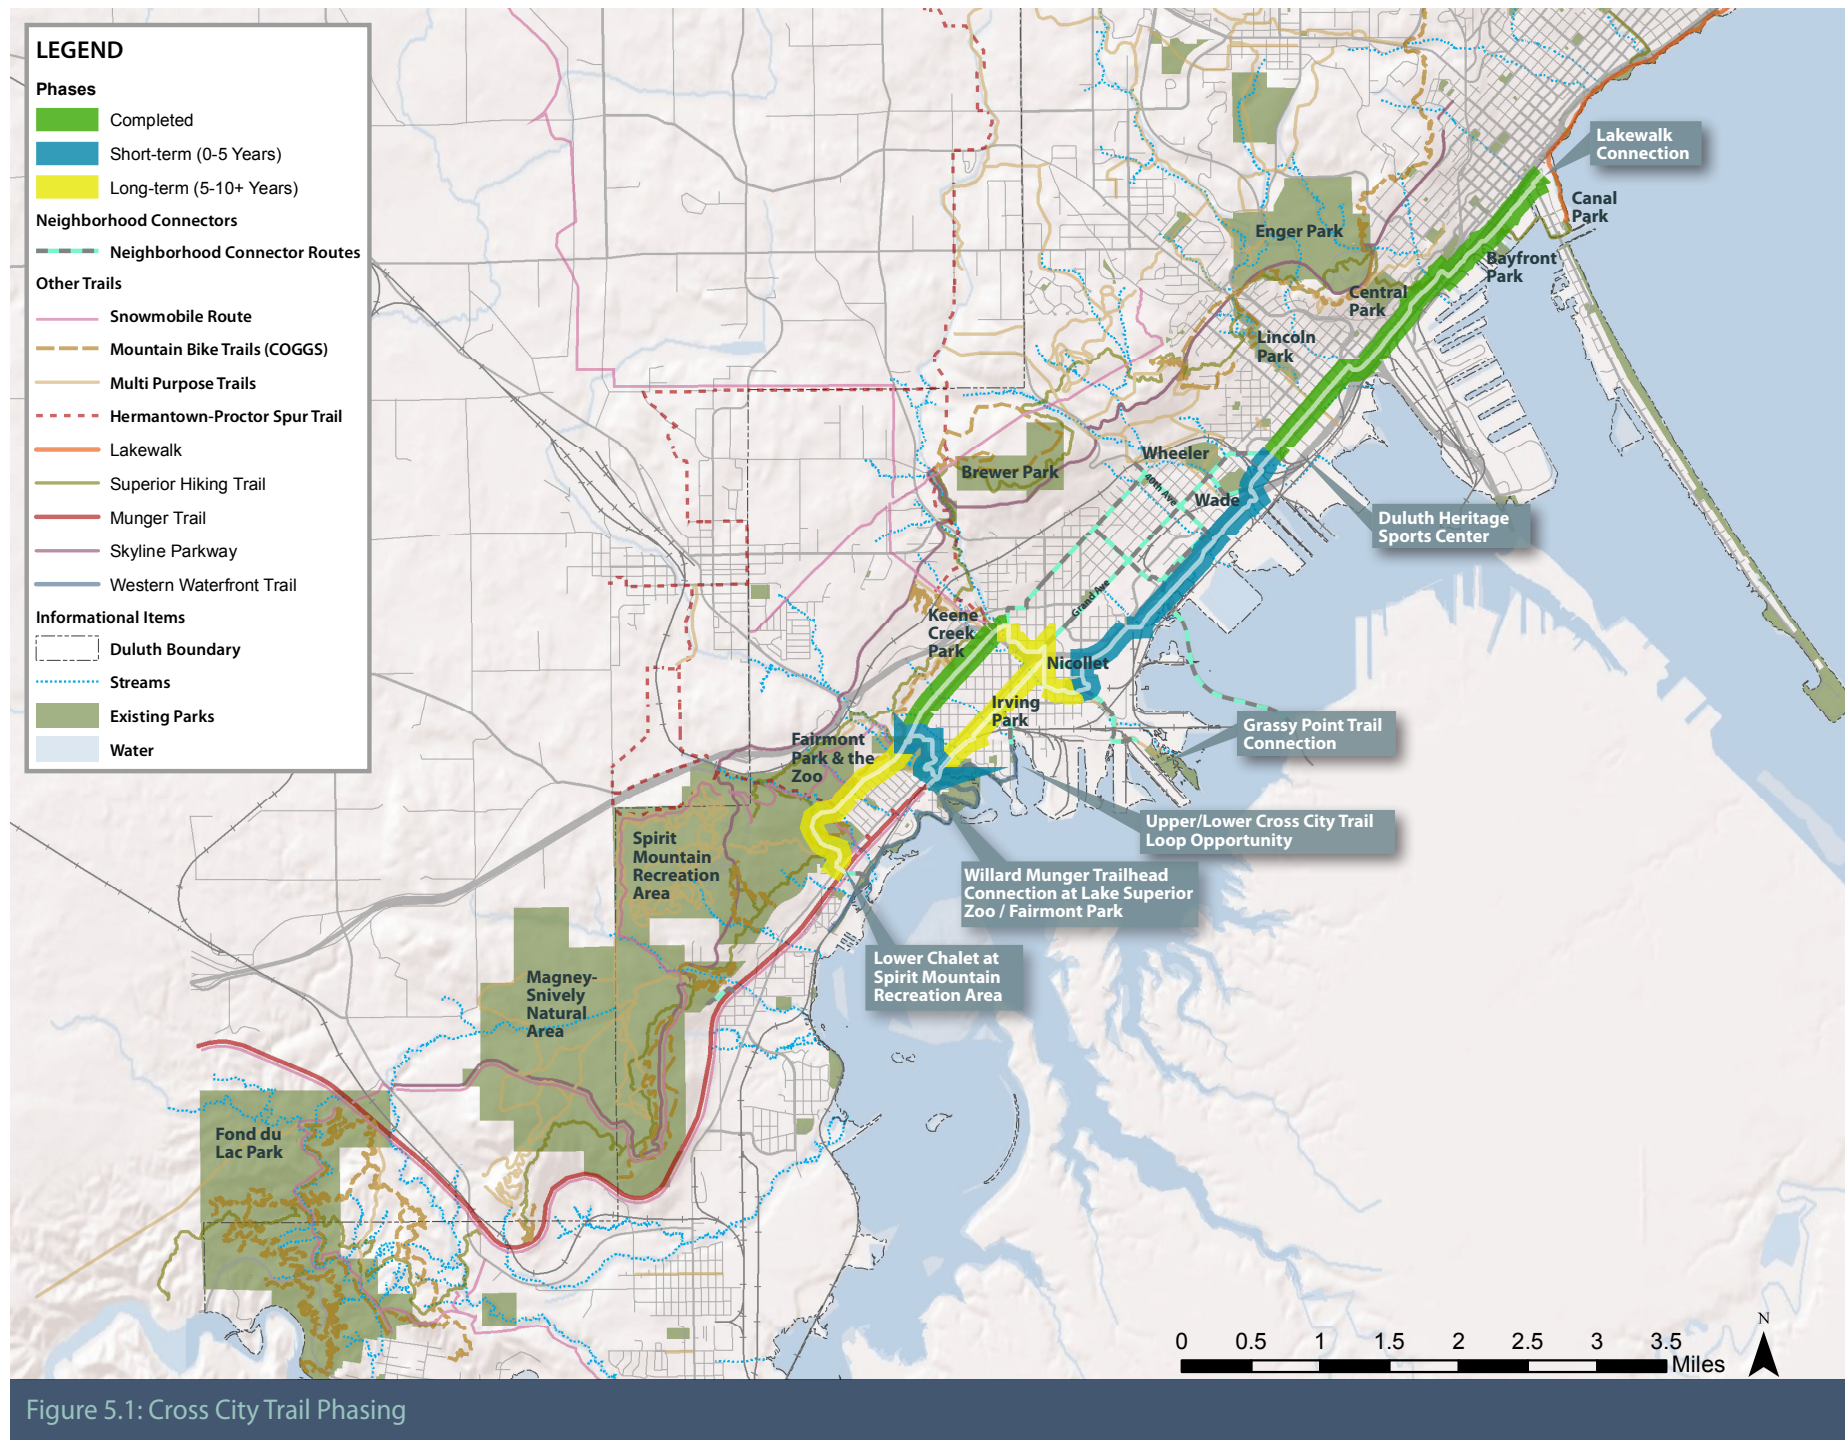 LEGEND
Phases
Completed
Short-term (0-5 Years)
Long-term (5-10+ Years)
Neighborhood Connectors
Neighborhood Connector Routes
Other Trails
Snowmobile Route
Mountain Bike Trails (COGGS)
Multi Purpose Trails
Hermantown-Proctor Spur Trail
Lakewalk
Superior Hiking Trail
Munger Trail
Skyline Parkway
Western Waterfront Trail
Informational Items
Duluth Boundary
Streams
Existing Parks
Water
Lakewalk
Connection
Canal
Park
Enger Park
Bayfront
Park
Central
Park
Lincoln
Park
Wheeler
Brewer Park
40th Ave
Wade
Duluth Heritage
Sports Center
Grand Ave
Keene
Creek
Park
Nicollet
Irving
Park
Grassy Point Trail
Connection
Fairmont
Park & the
Zoo
Upper/Lower Cross City Trail
Loop Opportunity
Spirit
Mountain
Recreation
Area
Willard Munger Trailhead
Connection at Lake Superior
Zoo / Fairmont Park
Lower Chalet at
Spirit Mountain
Recreation Area
Magney-
Snively
Natural
Area
Fond du
Lac Park
N
0 0.5 1 1.5 2 2.5 3 3.5
Miles
Figure 5.1: Cross City Trail Phasing